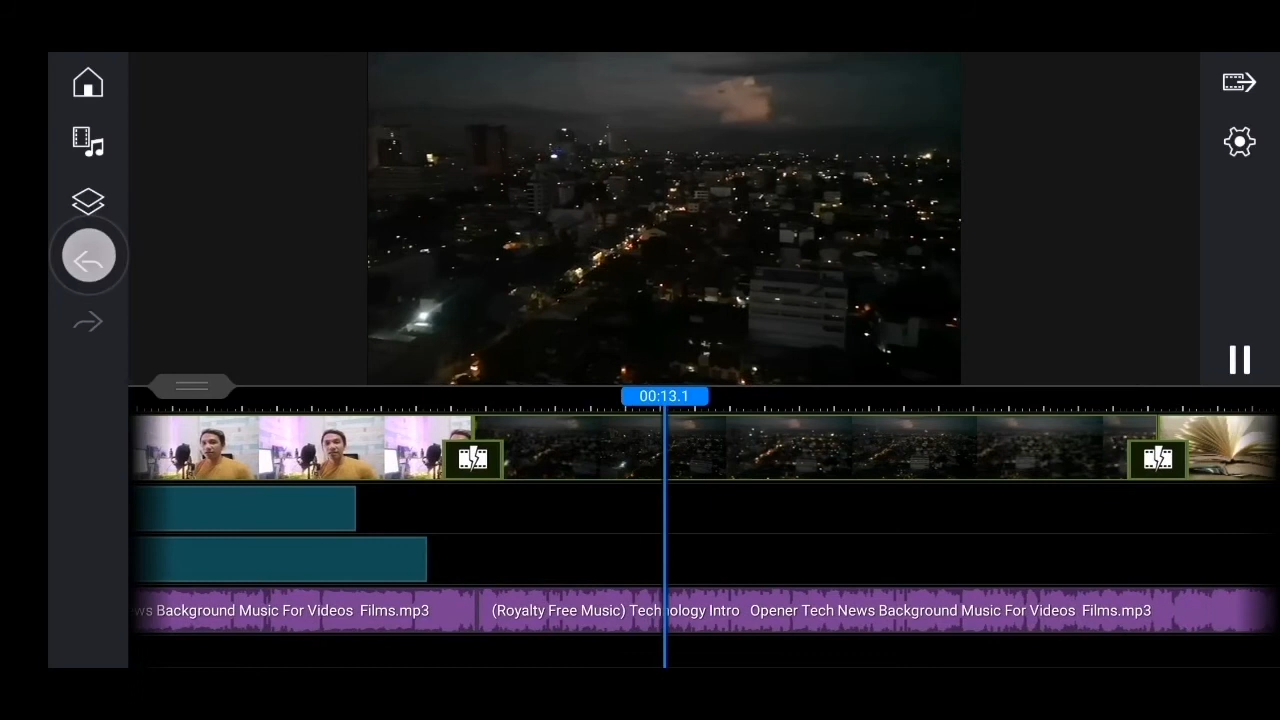 00:13.1
ws Background Music For Videos  Films.mp3
(Royalty Free Music) Technology Intro   Opener Tech News Background Music For Videos  Films.mp3